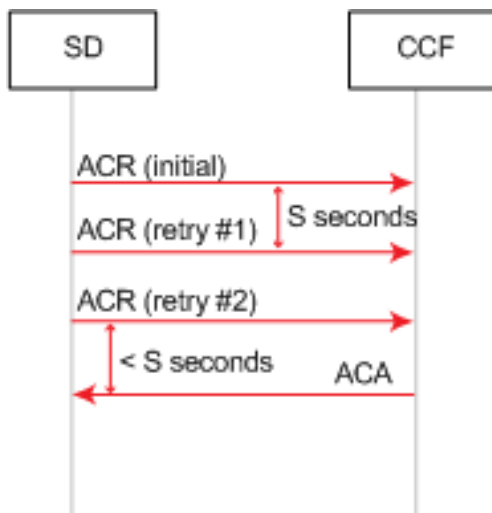 SD
CCF
ACR (initial)
S seconds
ACR (retry #1)
ACR (retry #2)
< S seconds
ACA